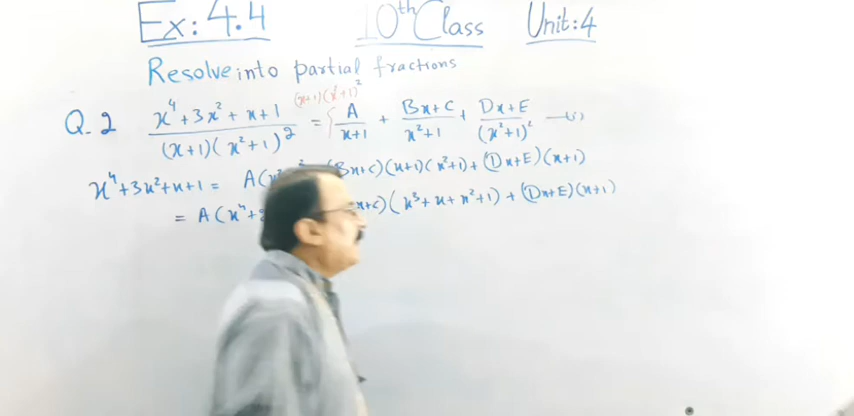 Ex: 4.4 10th Class Unit: 4
Resolve into partial fractions
Q. 2 (x⁴+3x²+x+1)/((x+1)(x²+1)²) = { A/(x+1) + (Bx+C)/(x²+1) + (Dx+E)/(x²+1)² —(i) (x+1)(x²+1)²
x⁴+3x²+x+1 = A(x Bx+C)(x+1)(x²+1)+(Dx+E)(x+1)
= A(x⁴+2 x+C)(x³+x+x²+1)+(Dx+E)(x+1)